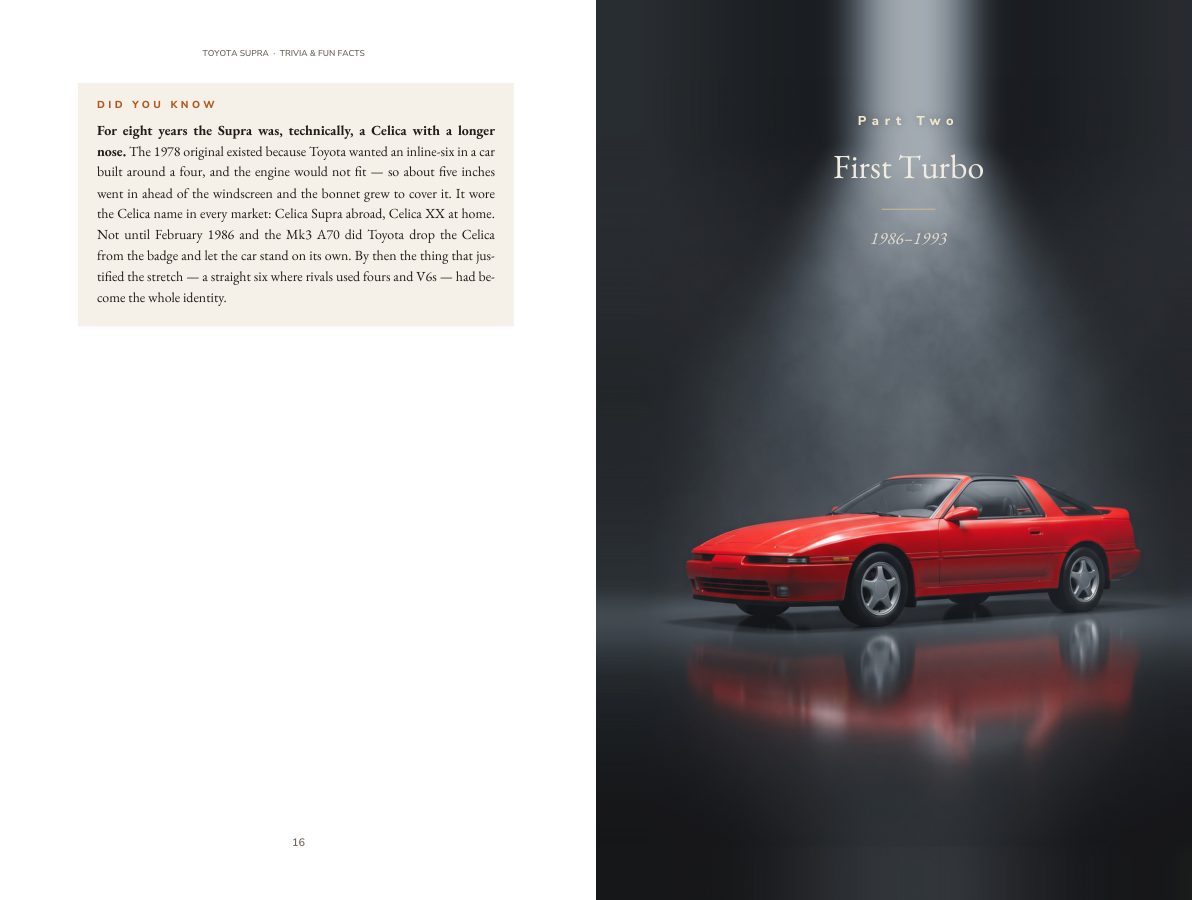 TOYOTA SUPRA · TRIVIA & FUN FACTS
DID YOU KNOW
For eight years the Supra was, technically, a Celica with a longer
nose. The 1978 original existed because Toyota wanted an inline-six in a car
built around a four, and the engine would not fit — so about five inches
went in ahead of the windscreen and the bonnet grew to cover it. It wore
the Celica name in every market: Celica Supra abroad, Celica XX at home.
Not until February 1986 and the Mk3 A70 did Toyota drop the Celica
from the badge and let the car stand on its own. By then the thing that jus-
tified the stretch — a straight six where rivals used fours and V6s — had be-
come the whole identity.
16
Part Two
First Turbo
1986–1993